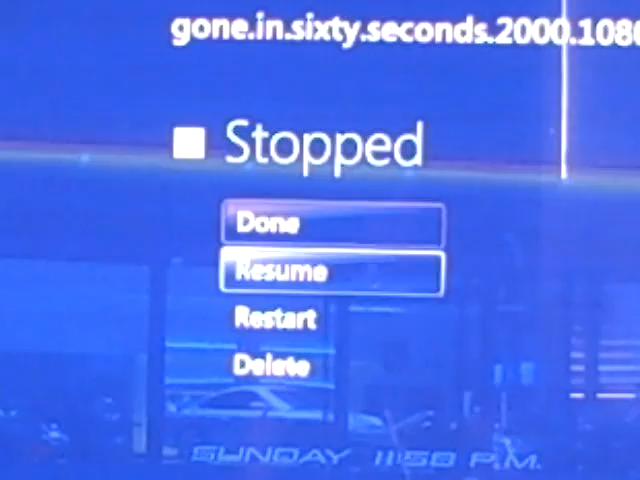 gone.in.sixty.seconds.2000.1080
Stopped
Done
Resume
Restart
Delete
SUNDAY 11:58 P.M.